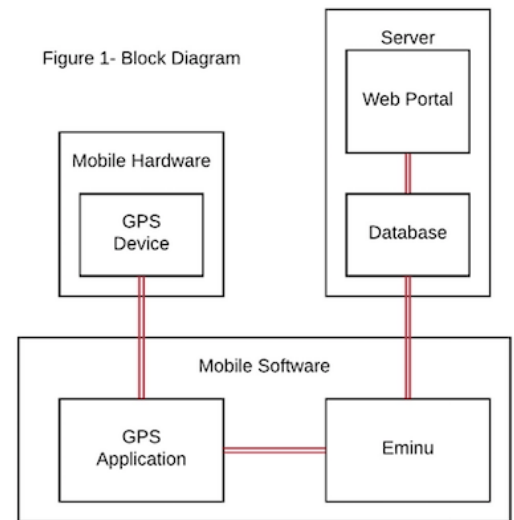 Figure 1- Block Diagram
Server
Web Portal
Mobile Hardware
GPS
Device
Database
Mobile Software
GPS
Application
Eminu